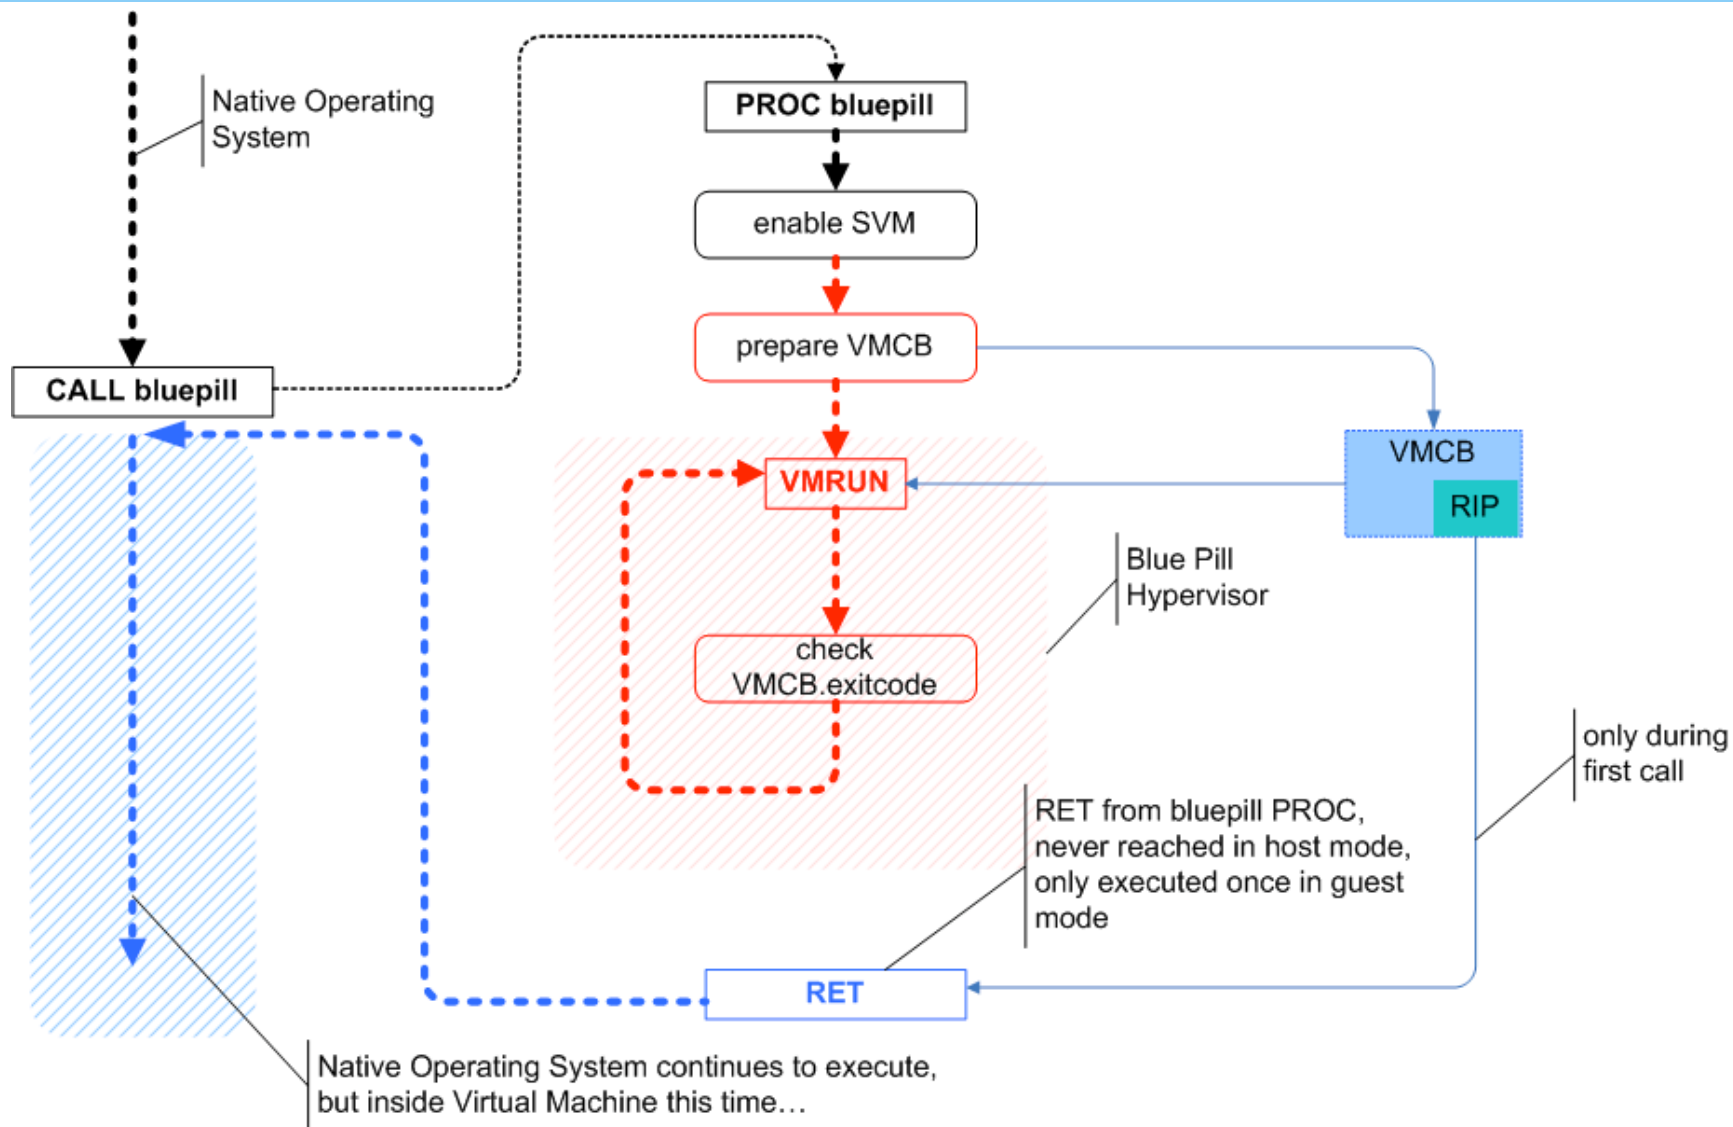 Native Operating
System
PROC bluepill
enable SVM
prepare VMCB
CALL bluepill
VMCB
VMRUN
RIP
Blue Pill
Hypervisor
check
VMCB.exitcode
only during
first call
RET from bluepill PROC,
never reached in host mode,
only executed once in guest
mode
RET
Native Operating System continues to execute,
but inside Virtual Machine this time…